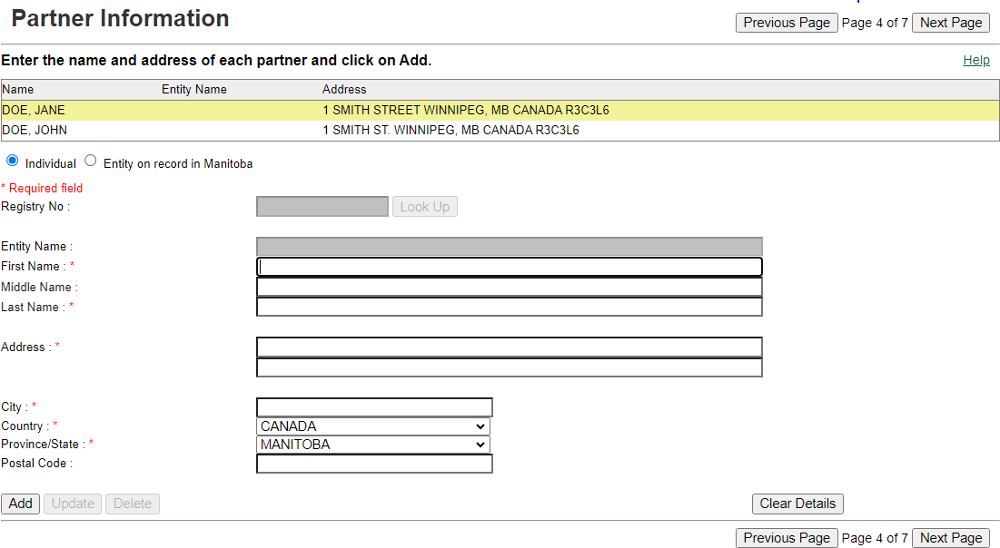 Partner Information
Previous Page Page 4 of 7 Next Page
Enter the name and address of each partner and click on Add.
Help
Name Entity Name Address
DOE, JANE 1 SMITH STREET WINNIPEG, MB CANADA R3C3L6
DOE, JOHN 1 SMITH ST. WINNIPEG, MB CANADA R3C3L6
Individual Entity on record in Manitoba
* Required field
Registry No : Look Up
Entity Name :
First Name : *
Middle Name :
Last Name : *
Address : *
City : *
Country : * CANADA
Province/State : * MANITOBA
Postal Code :
Add Update Delete Clear Details
Previous Page Page 4 of 7 Next Page